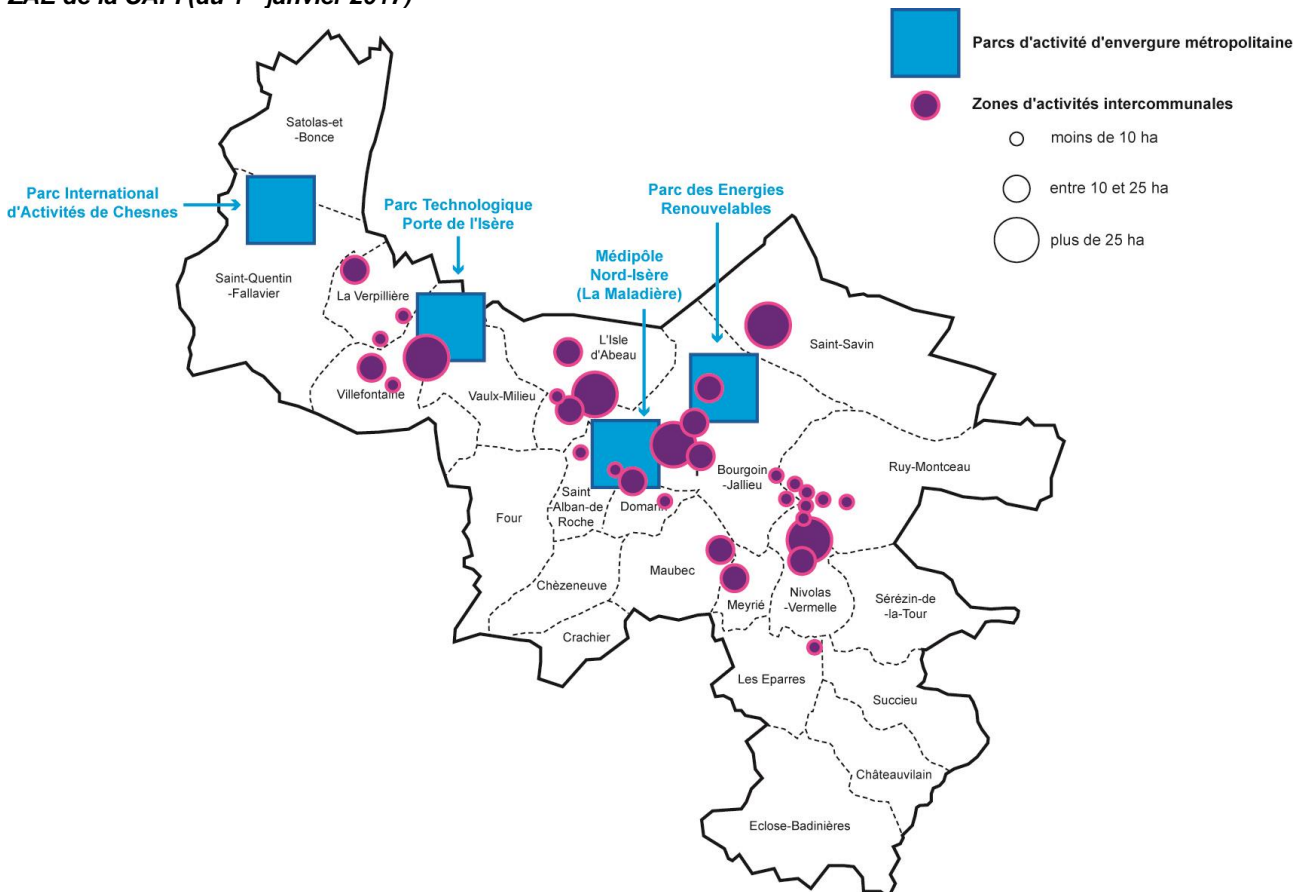 Parcs d'activité d'envergure métropolitaine
Zones d'activités intercommunales
moins de 10 ha
entre 10 et 25 ha
plus de 25 ha
Satolas-et
-Bonce
Parc International
d'Activités de Chesnes
Parc Technologique
Porte de l'Isère
Parc des Energies
Renouvelables
Médipôle
Nord-Isère
(La Maladière)
Saint-Quentin
-Fallavier
La Verpillière
L'Isle
d'Abeau
Saint-Savin
Villefontaine
Vaulx-Milieu
Bourgoin
-Jallieu
Ruy-Montceau
Four
Saint
-Alban-de
Roche
Maubec
Chèzeneuve
Meyrié
Nivolas
-Vermelle
Sérézin-de
-la-Tour
Crachier
Les Eparres
Succieu
Châteauvilain
Eclose-Badinières